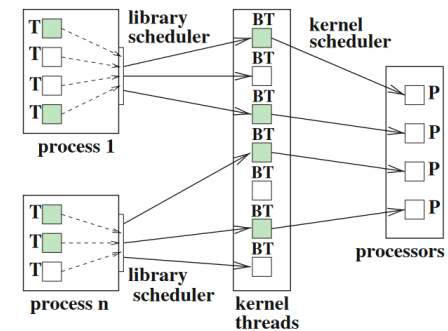 library
scheduler
BT
kernel
scheduler
T
T
T
T
process 1
BT
BT
BT
BT
BT
BT
P
P
P
P
processors
T
T
T
process n
library
scheduler
kernel
threads